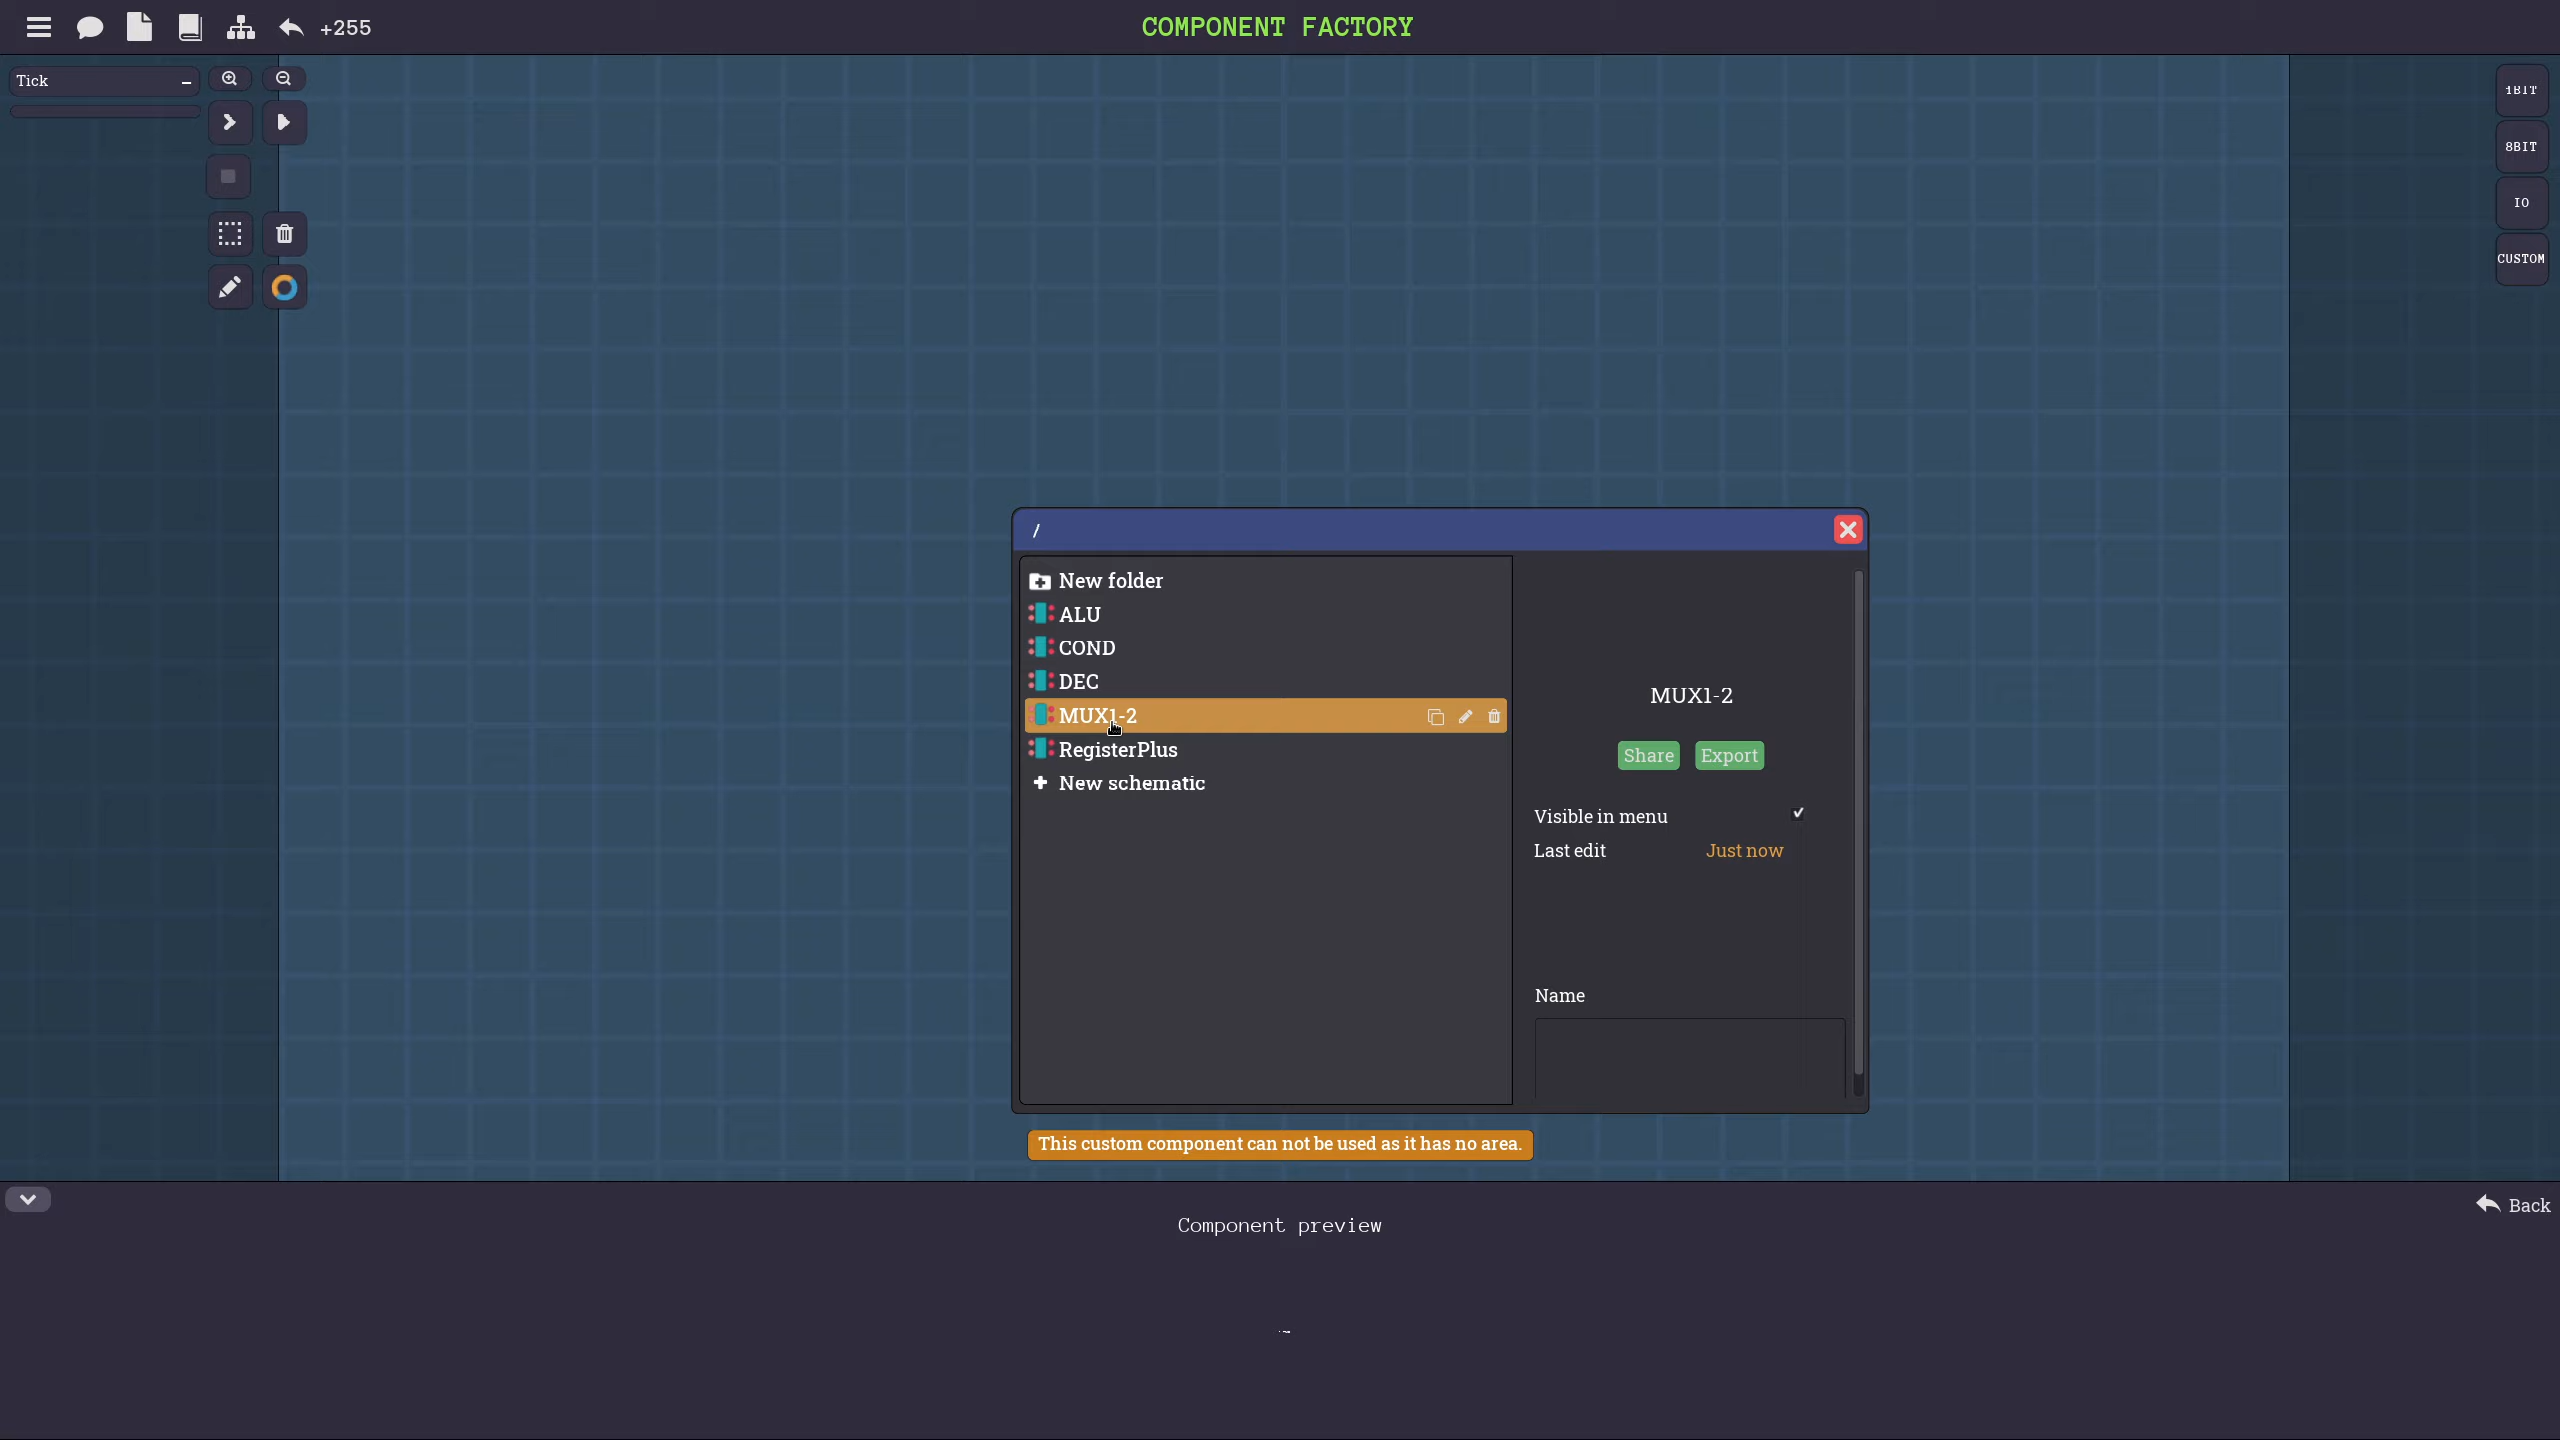 +255
COMPONENT FACTORY
Tick
1BIT
8BIT
IO
CUSTOM
/
New folder
ALU
COND
DEC
MUX1-2
RegisterPlus
New schematic
MUX1-2
Share Export
Visible in menu
Last edit Just now
Name
This custom component can not be used as it has no area.
Back
Component preview